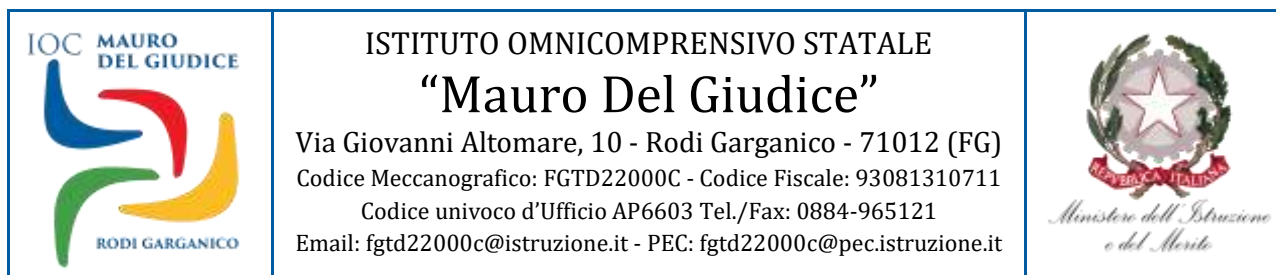 IOC MAURO
DEL GIUDICE
RODI GARGANICO
ISTITUTO OMNICOMPRENSIVO STATALE
“Mauro Del Giudice”
Via Giovanni Altomare, 10 - Rodi Garganico - 71012 (FG)
Codice Meccanografico: FGTD22000C - Codice Fiscale: 93081310711
Codice univoco d’Ufficio AP6603 Tel./Fax: 0884-965121
Email: fgtd22000c@istruzione.it - PEC: fgtd22000c@pec.istruzione.it
REPVBBLICA ITALIANA
Ministero dell'Istruzione
e del Merito